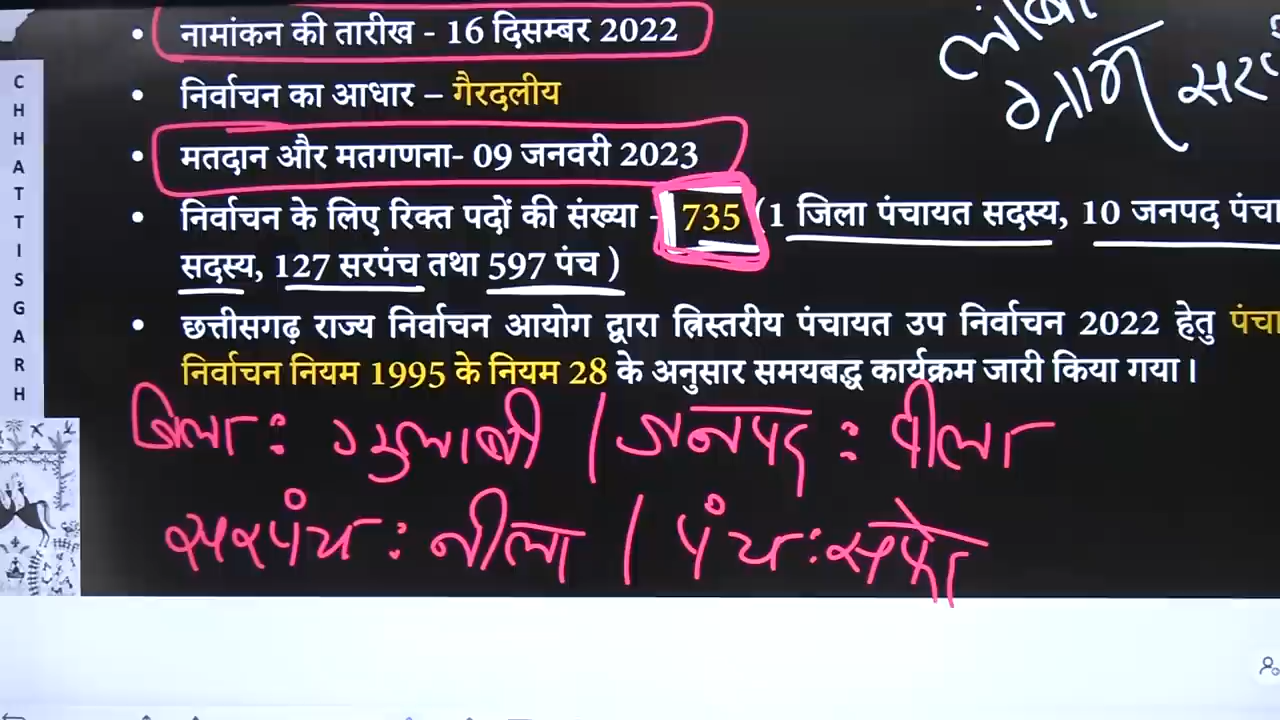 • नामांकन की तारीख - 16 दिसम्बर 2022
• निर्वाचन का आधार – गैरदलीय
• मतदान और मतगणना- 09 जनवरी 2023
• निर्वाचन के लिए रिक्त पदों की संख्या - 735 (1 जिला पंचायत सदस्य, 10 जनपद पंचा
सदस्य, 127 सरपंच तथा 597 पंच )
• छत्तीसगढ़ राज्य निर्वाचन आयोग द्वारा त्रिस्तरीय पंचायत उप निर्वाचन 2022 हेतु पंचा
निर्वाचन नियम 1995 के नियम 28 के अनुसार समयबद्ध कार्यक्रम जारी किया गया।
जिला : गुलाबी / जनपद : पीला
सरपंच : नीला / पंच : सफे
ग्राम सर
CHHATTISGARH